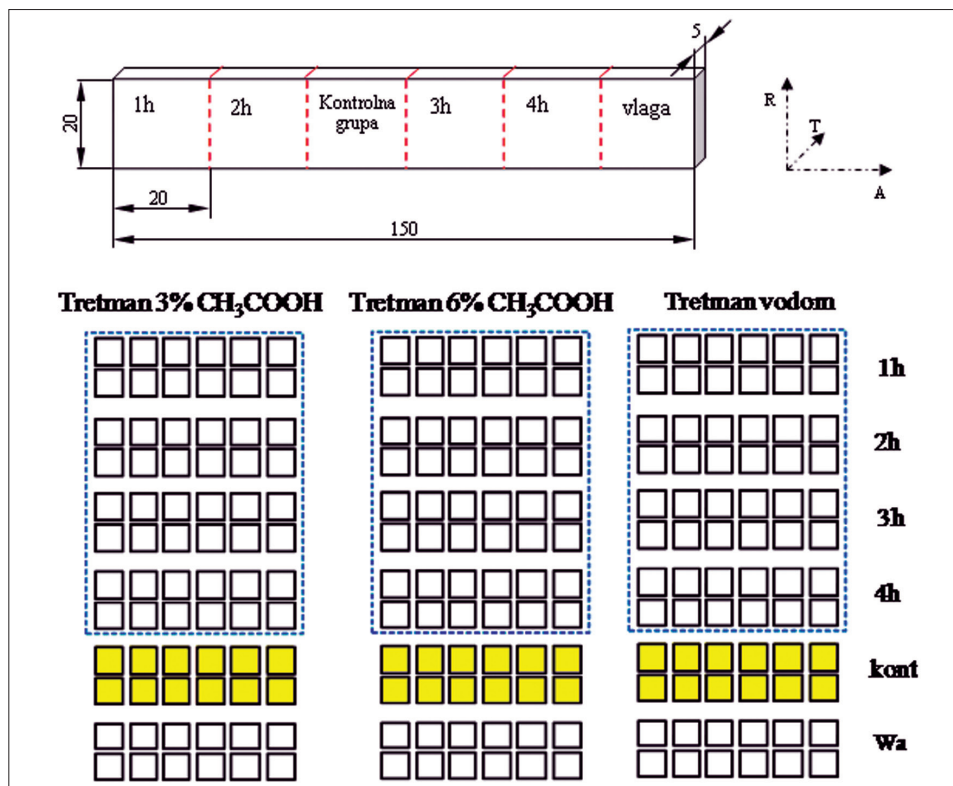 5
1h 2h Kontrolna grupa 3h 4h vlaga
20
R
T
A
20
150
Tretman 3% CH₃COOH Tretman 6% CH₃COOH Tretman vodom
1h
2h
3h
4h
kont
Wa